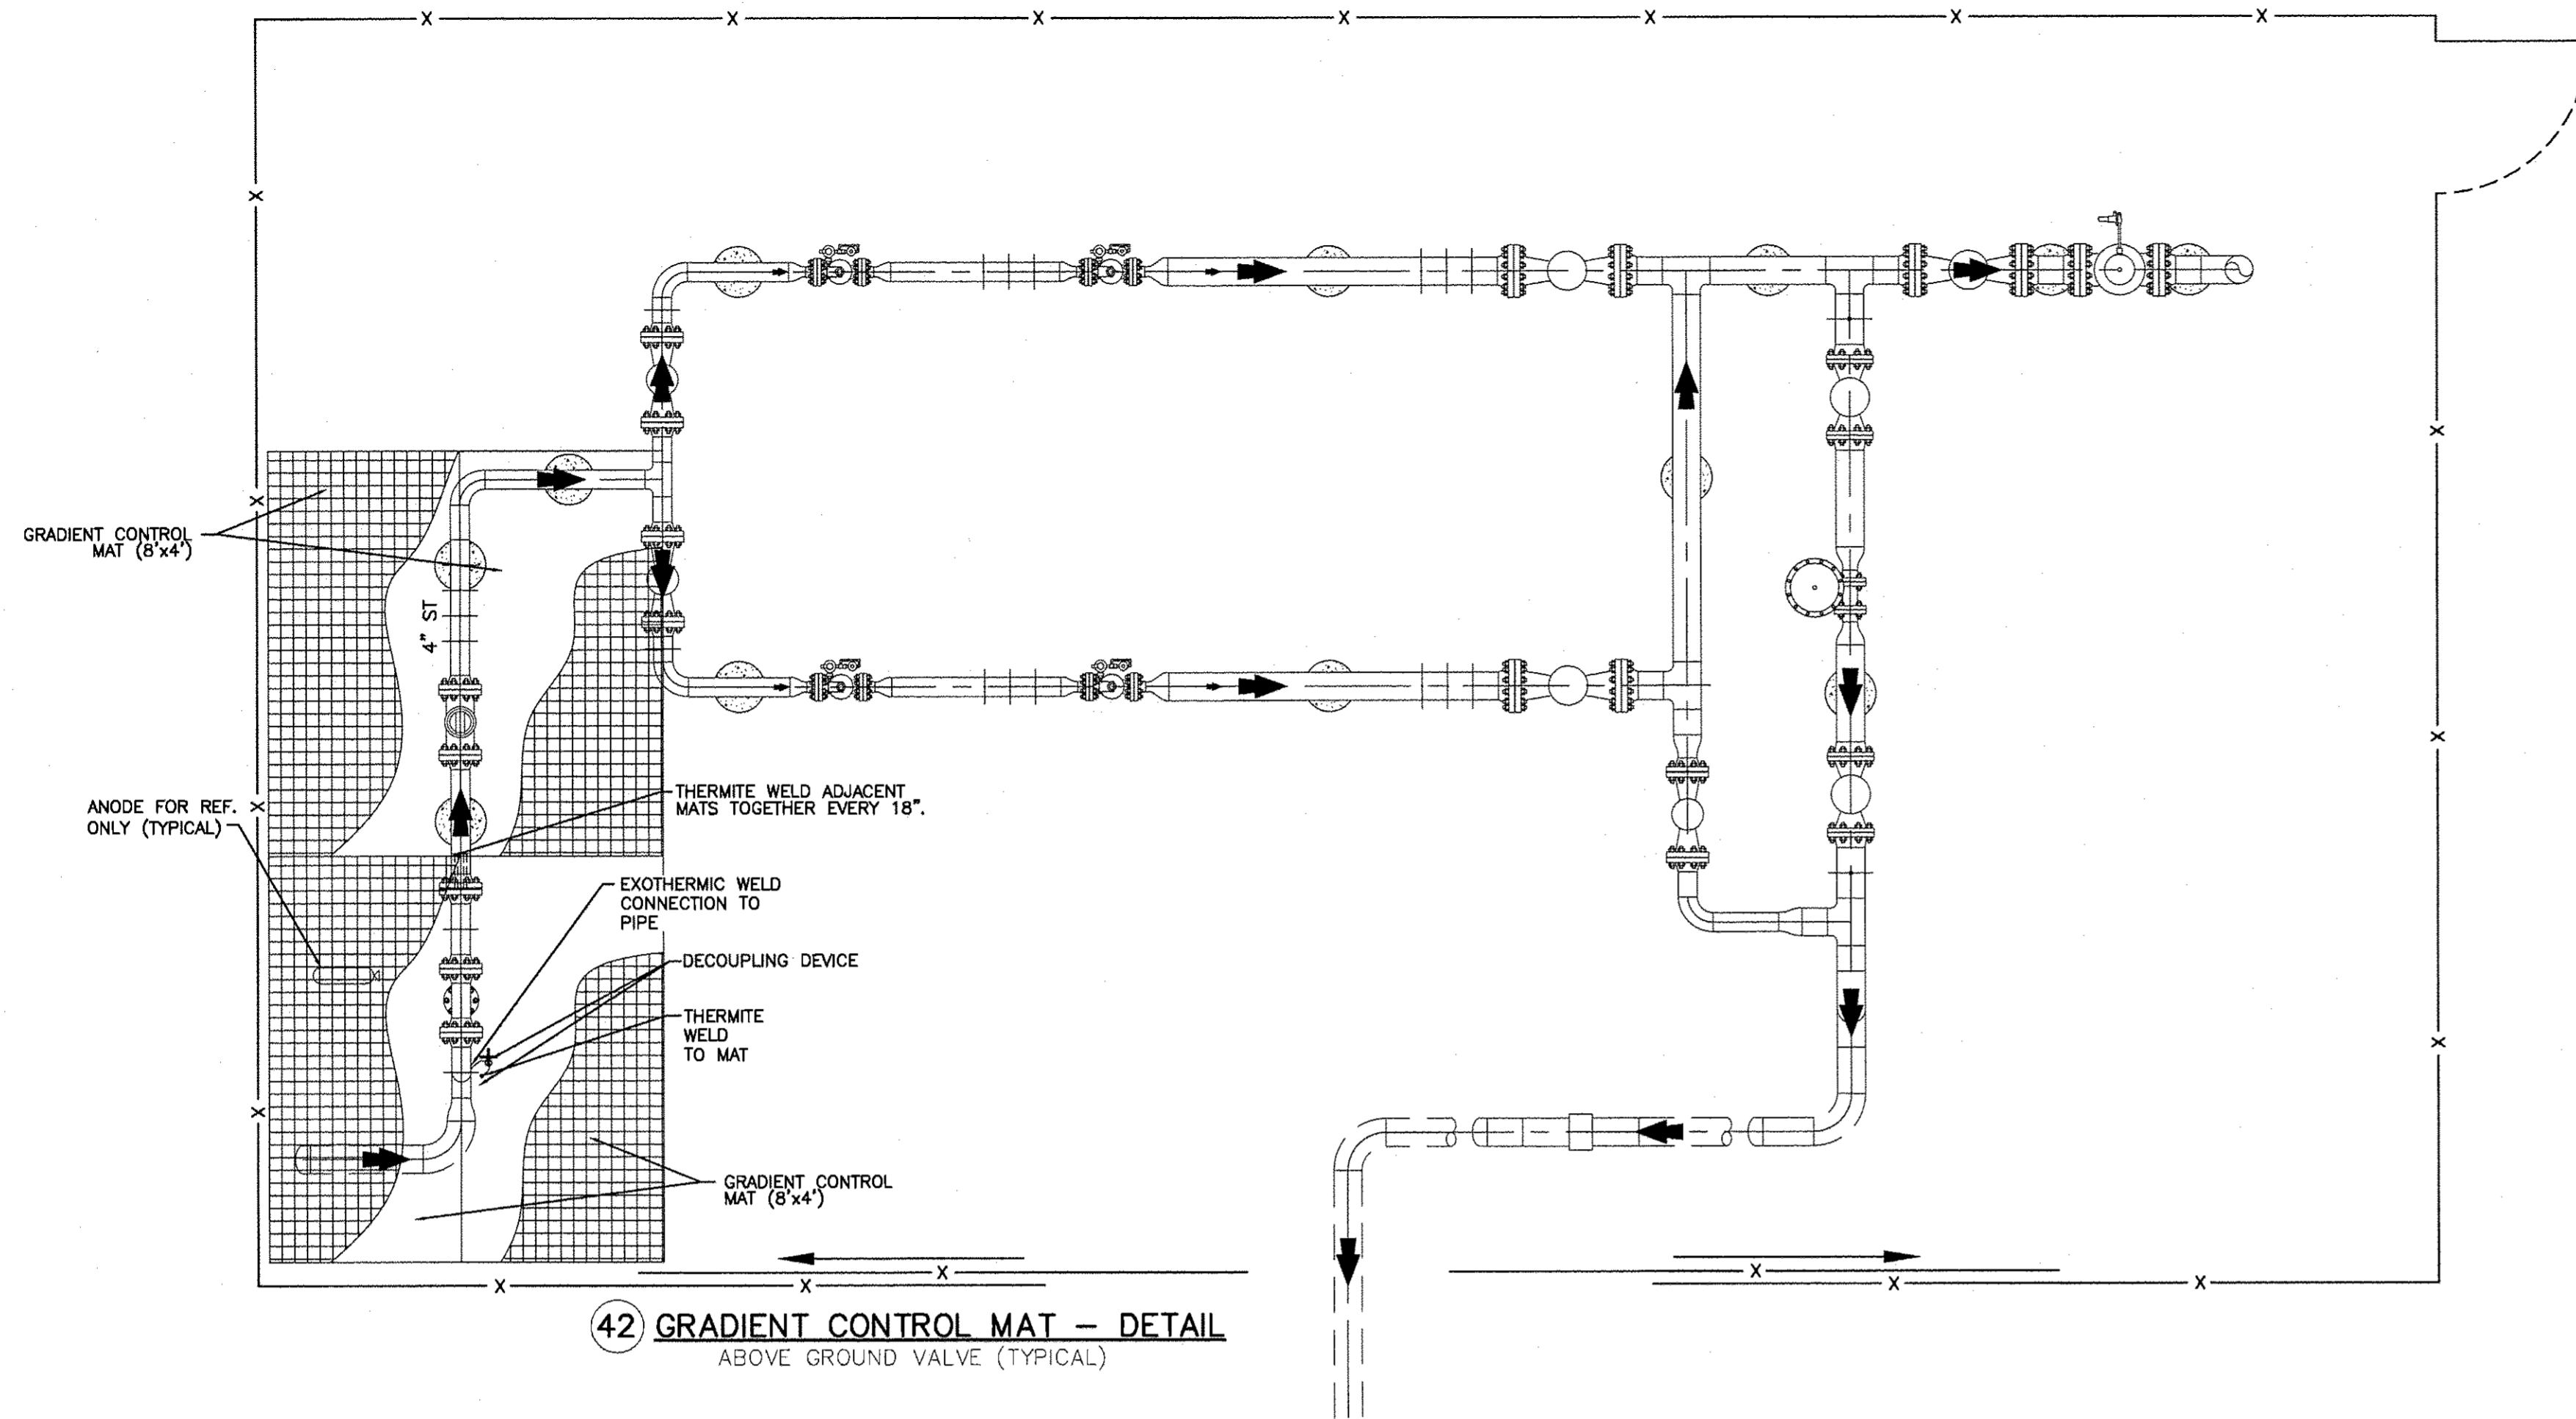 GRADIENT CONTROL
MAT (8'x4')
4" ST
ANODE FOR REF.
ONLY (TYPICAL)
THERMITE WELD ADJACENT
MATS TOGETHER EVERY 18".
EXOTHERMIC WELD
CONNECTION TO
PIPE
DECOUPLING DEVICE
THERMITE
WELD
TO MAT
GRADIENT CONTROL
MAT (8'x4')
42 GRADIENT CONTROL MAT – DETAIL
ABOVE GROUND VALVE (TYPICAL)